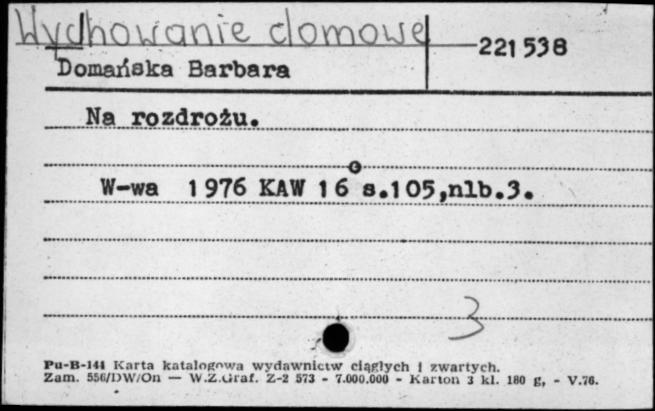 Wychowanie domowe
221538
Domańska Barbara
Na rozdrożu.
W-wa 1976 KAW 16° s.105,nlb.3.
3
Pu-B-144 Karta katalogowa wydawnictw ciągłych i zwartych.
Zam. 556/DW/On — W.Z.Graf. Z-2 573 - 7.000.000 - Karton 3 kl. 180 g, - V.76.